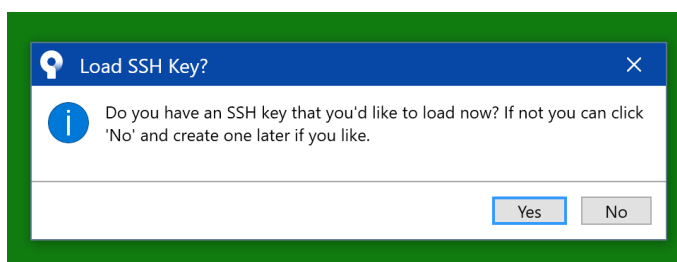 Load SSH Key?
Do you have an SSH key that you'd like to load now? If not you can click
'No' and create one later if you like.
Yes
No